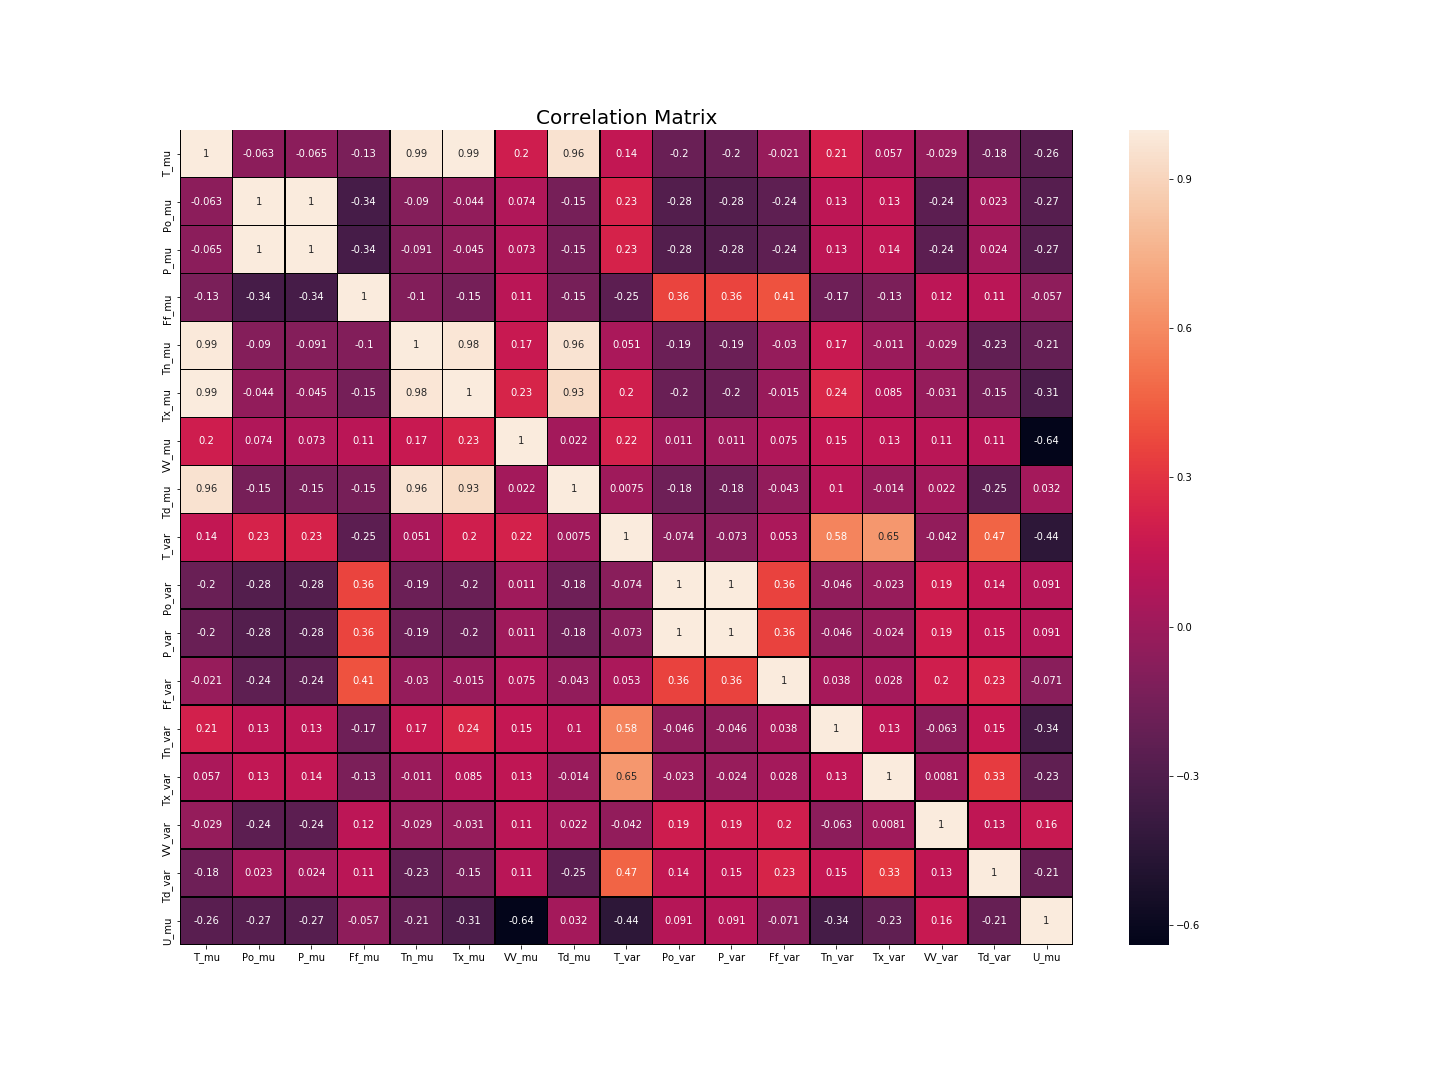 Correlation Matrix
T_mu 1 -0.063 -0.065 -0.13 0.99 0.99 0.2 0.96 0.14 -0.2 -0.2 -0.021 0.21 0.057 -0.029 -0.18 -0.26
Po_mu -0.063 1 1 -0.34 -0.09 -0.044 0.074 -0.15 0.23 -0.28 -0.28 -0.24 0.13 0.13 -0.24 0.023 -0.27
P_mu -0.065 1 1 -0.34 -0.091 -0.045 0.073 -0.15 0.23 -0.28 -0.28 -0.24 0.13 0.14 -0.24 0.024 -0.27
Ff_mu -0.13 -0.34 -0.34 1 -0.1 -0.15 0.11 -0.15 -0.25 0.36 0.36 0.41 -0.17 -0.13 0.12 0.11 -0.057
Tn_mu 0.99 -0.09 -0.091 -0.1 1 0.98 0.17 0.96 0.051 -0.19 -0.19 -0.03 0.17 -0.011 -0.029 -0.23 -0.21
Tx_mu 0.99 -0.044 -0.045 -0.15 0.98 1 0.23 0.93 0.2 -0.2 -0.2 -0.015 0.24 0.085 -0.031 -0.15 -0.31
VV_mu 0.2 0.074 0.073 0.11 0.17 0.23 1 0.022 0.22 0.011 0.011 0.075 0.15 0.13 0.11 0.11 -0.64
Td_mu 0.96 -0.15 -0.15 -0.15 0.96 0.93 0.022 1 0.0075 -0.18 -0.18 -0.043 0.1 -0.014 0.022 -0.25 0.032
T_var 0.14 0.23 0.23 -0.25 0.051 0.2 0.22 0.0075 1 -0.074 -0.073 0.053 0.58 0.65 -0.042 0.47 -0.44
Po_var -0.2 -0.28 -0.28 0.36 -0.19 -0.2 0.011 -0.18 -0.074 1 1 0.36 -0.046 -0.023 0.19 0.14 0.091
P_var -0.2 -0.28 -0.28 0.36 -0.19 -0.2 0.011 -0.18 -0.073 1 1 0.36 -0.046 -0.024 0.19 0.15 0.091
Ff_var -0.021 -0.24 -0.24 0.41 -0.03 -0.015 0.075 -0.043 0.053 0.36 0.36 1 0.038 0.028 0.2 0.23 -0.071
Tn_var 0.21 0.13 0.13 -0.17 0.17 0.24 0.15 0.1 0.58 -0.046 -0.046 0.038 1 0.13 -0.063 0.15 -0.34
Tx_var 0.057 0.13 0.14 -0.13 -0.011 0.085 0.13 -0.014 0.65 -0.023 -0.024 0.028 0.13 1 0.0081 0.33 -0.23
VV_var -0.029 -0.24 -0.24 0.12 -0.029 -0.031 0.11 0.022 -0.042 0.19 0.19 0.2 -0.063 0.0081 1 0.13 0.16
Td_var -0.18 0.023 0.024 0.11 -0.23 -0.15 0.11 -0.25 0.47 0.14 0.15 0.23 0.15 0.33 0.13 1 -0.21
U_mu -0.26 -0.27 -0.27 -0.057 -0.21 -0.31 -0.64 0.032 -0.44 0.091 0.091 -0.071 -0.34 -0.23 0.16 -0.21 1
T_mu Po_mu P_mu Ff_mu Tn_mu Tx_mu VV_mu Td_mu T_var Po_var P_var Ff_var Tn_var Tx_var VV_var Td_var U_mu
0.9
0.6
0.3
0.0
−0.3
−0.6